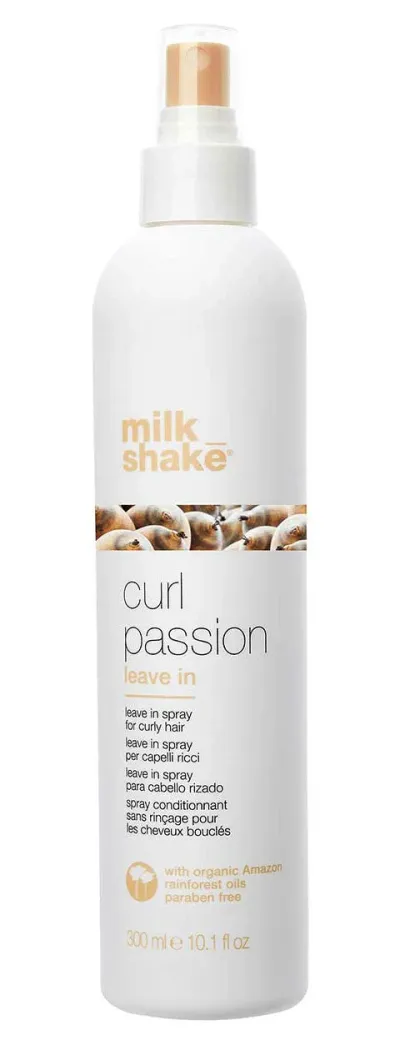 milk_
shake®
curl
passion
leave in
leave in spray
for curly hair
leave in spray
per capelli ricci
leave in spray
para cabello rizado
spray conditionnant
sans rinçage pour
les cheveux bouclés
with organic Amazon
rainforest oils
paraben free
300 ml e 10.1 fl oz